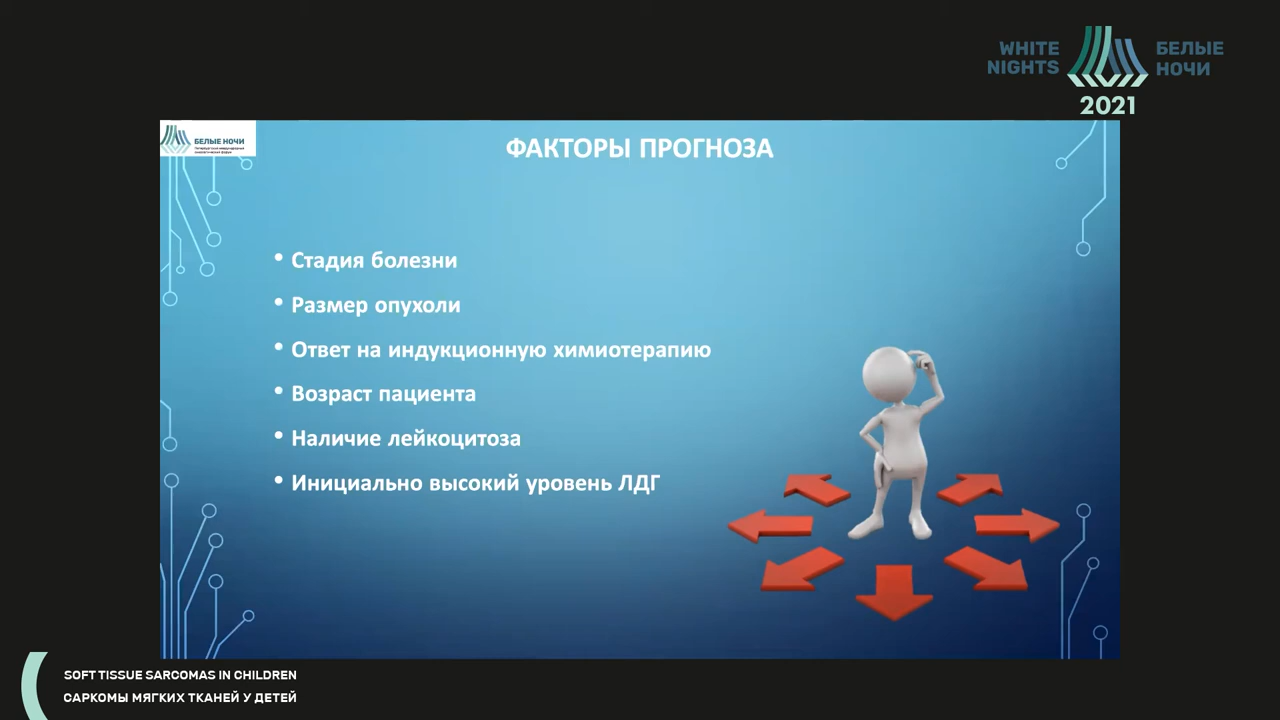 WHITE NIGHTS
БЕЛЫЕ НОЧИ
2021
БЕЛЫЕ НОЧИ
ФАКТОРЫ ПРОГНОЗА
• Стадия болезни
• Размер опухоли
• Ответ на индукционную химиотерапию
• Возраст пациента
• Наличие лейкоцитоза
• Инициально высокий уровень ЛДГ
SOFT TISSUE SARCOMAS IN CHILDREN
САРКОМЫ МЯГКИХ ТКАНЕЙ У ДЕТЕЙ